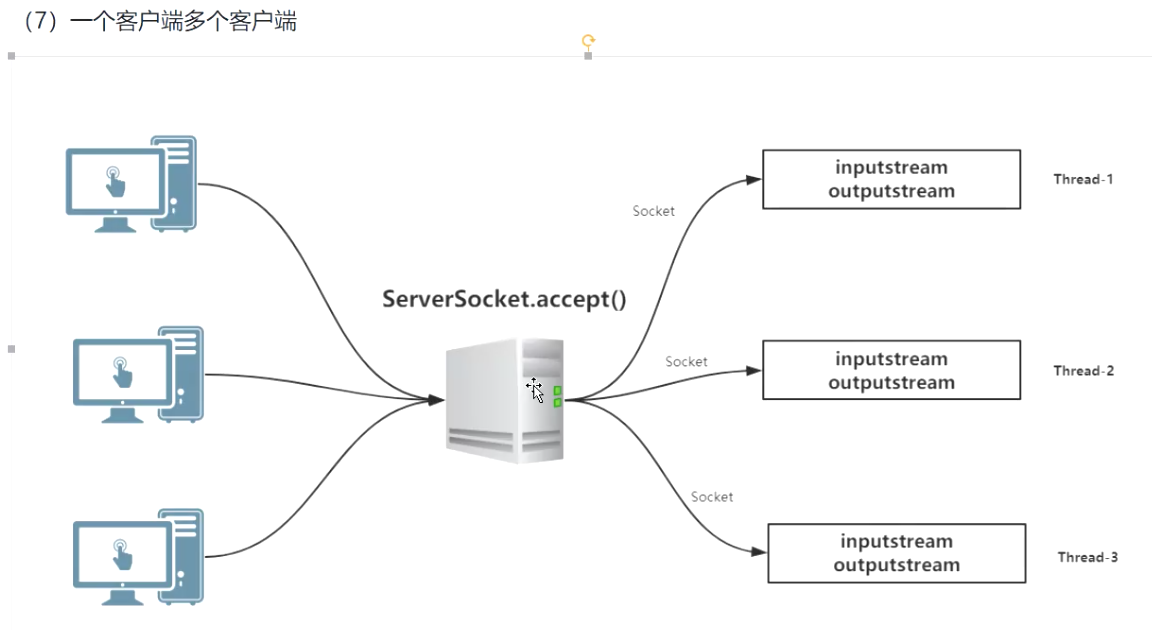 （7）一个客户端多个客户端
inputstream
outputstream
Thread-1
Socket
ServerSocket.accept()
Socket
inputstream
outputstream
Thread-2
Socket
inputstream
outputstream
Thread-3